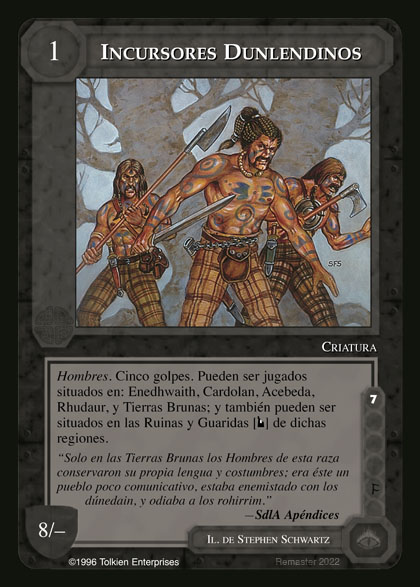 1
INCURSORES DUNLENDINOS
SFS
CRIATURA
Hombres. Cinco golpes. Pueden ser jugados
situados en: Enedhwaith, Cardolan, Acebeda,
Rhudaur, y Tierras Brunas; y también pueden ser
situados en las Ruinas y Guaridas [] de dichas
regiones.
7
“Solo en las Tierras Brunas los Hombres de esta raza
conservaron su propia lengua y costumbres; era éste un
pueblo poco comunicativo, estaba enemistado con los
dúnedain, y odiaba a los rohirrim.”
—SdlA Apéndices
8/–
IL. DE STEPHEN SCHWARTZ
©1996 Tolkien Enterprises
Remaster 2022